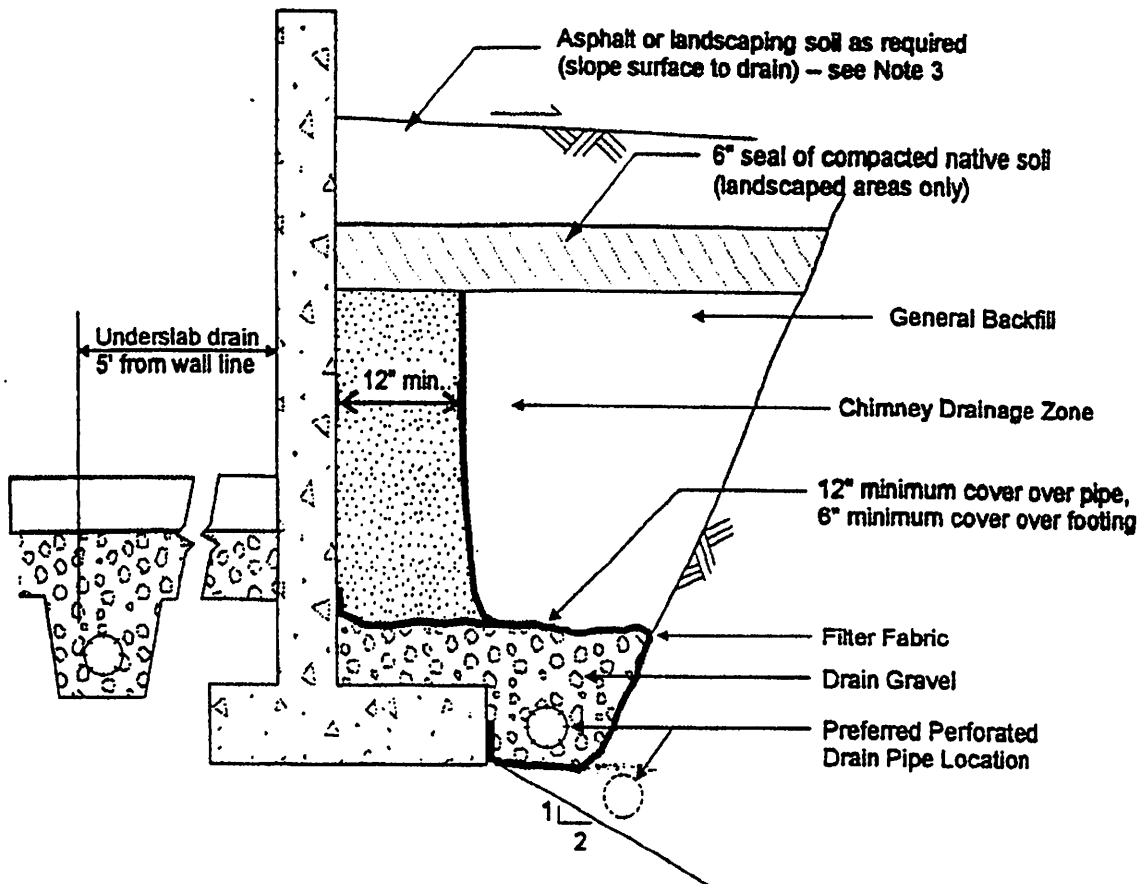 Asphalt or landscaping soil as required
(slope surface to drain) – see Note 3
6" seal of compacted native soil
(landscaped areas only)
General Backfill
Underslab drain
5' from wall line
12" min.
Chimney Drainage Zone
12" minimum cover over pipe,
6" minimum cover over footing
Filter Fabric
Drain Gravel
Preferred Perforated
Drain Pipe Location
1
2